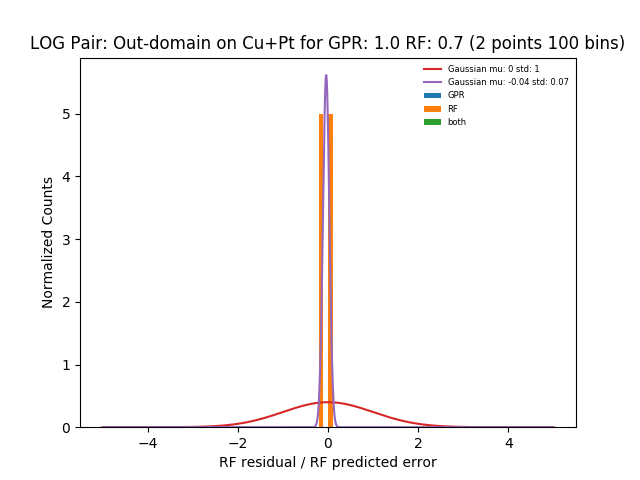 LOG Pair: Out-domain on Cu+Pt for GPR: 1.0 RF: 0.7 (2 points 100 bins)
Gaussian mu: 0 std: 1
Gaussian mu: -0.04 std: 0.07
GPR
RF
both
Normalized Counts
5
4
3
2
1
0
−4
−2
0
2
4
RF residual / RF predicted error